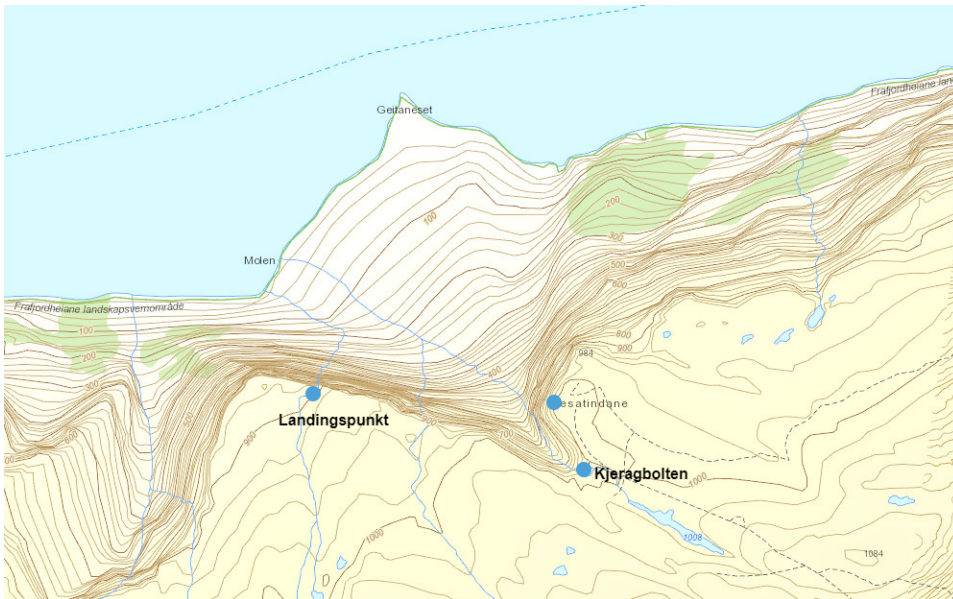 Frafjordheiane lan
Geitaneset
200
100
300
Molen
500
600
Frafjordheiane landskapsvernområde
100
800
900
984
200
400
300
Landingspunkt
esatindane
900
700
600
Kjeragbolten
1000
1000
1008
1084